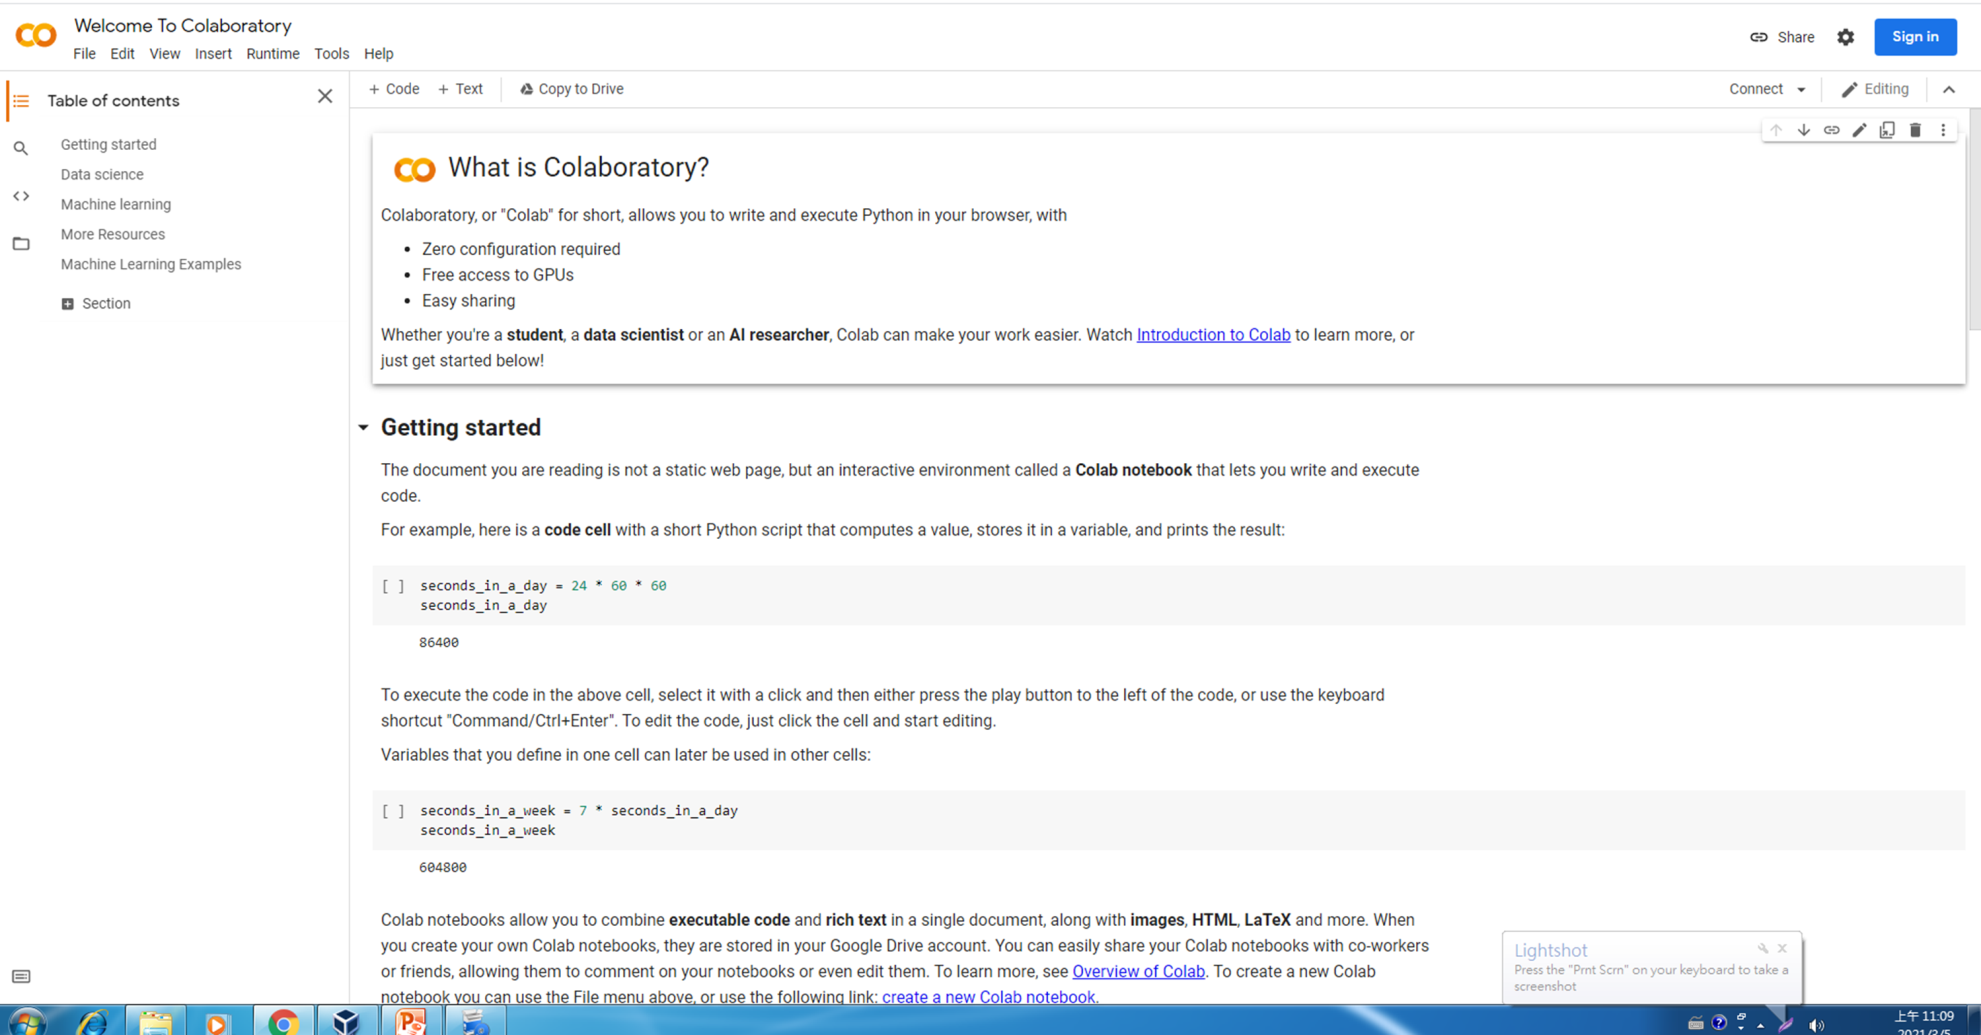 Welcome To Colaboratory
File Edit View Insert Runtime Tools Help
Share
Sign in
Table of contents
Getting started
Data science
Machine learning
More Resources
Machine Learning Examples
Section
+ Code + Text Copy to Drive
Connect
Editing
What is Colaboratory?
Colaboratory, or "Colab" for short, allows you to write and execute Python in your browser, with
• Zero configuration required
• Free access to GPUs
• Easy sharing
Whether you're a student, a data scientist or an AI researcher, Colab can make your work easier. Watch Introduction to Colab to learn more, or
just get started below!
Getting started
The document you are reading is not a static web page, but an interactive environment called a Colab notebook that lets you write and execute
code.
For example, here is a code cell with a short Python script that computes a value, stores it in a variable, and prints the result:
[ ] seconds_in_a_day = 24 * 60 * 60
seconds_in_a_day
86400
To execute the code in the above cell, select it with a click and then either press the play button to the left of the code, or use the keyboard
shortcut "Command/Ctrl+Enter". To edit the code, just click the cell and start editing.
Variables that you define in one cell can later be used in other cells:
[ ] seconds_in_a_week = 7 * seconds_in_a_day
seconds_in_a_week
604800
Colab notebooks allow you to combine executable code and rich text in a single document, along with images, HTML, LaTeX and more. When
you create your own Colab notebooks, they are stored in your Google Drive account. You can easily share your Colab notebooks with co-workers
or friends, allowing them to comment on your notebooks or even edit them. To learn more, see Overview of Colab. To create a new Colab
notebook you can use the File menu above, or use the following link: create a new Colab notebook.
Lightshot
Press the "Prnt Scrn" on your keyboard to take a
screenshot
上午 11:09
2021/3/5